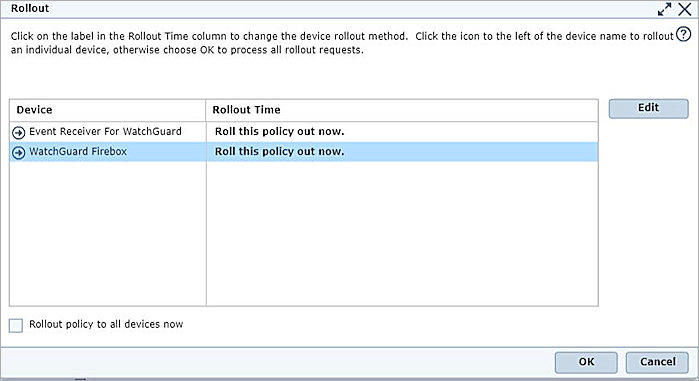 Rollout
Click on the label in the Rollout Time column to change the device rollout method. Click the icon to the left of the device name to rollout
an individual device, otherwise choose OK to process all rollout requests.
?
Device Rollout Time
Edit
Event Receiver For WatchGuard Roll this policy out now.
WatchGuard Firebox Roll this policy out now.
Rollout policy to all devices now
OK Cancel